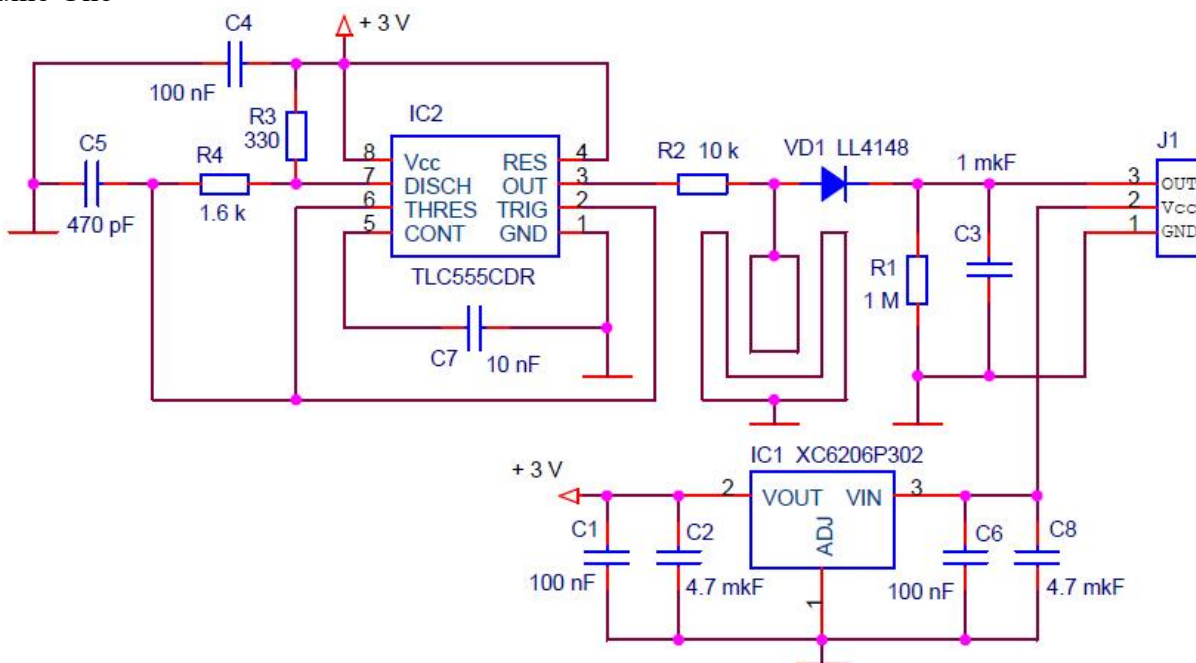 C4
+ 3 V
100 nF
R3
330
IC2
C5
R4
470 pF
1.6 k
8 Vcc RES 4
7 DISCH OUT 3
6 THRES TRIG 2
5 CONT GND 1
TLC555CDR
C7
10 nF
R2 10 k
VD1 LL4148
1 mkF
J1
3 OUT
2 Vcc
1 GND
C3
R1
1 M
IC1 XC6206P302
+ 3 V
2 VOUT VIN 3
ADJ
1
C1
100 nF
C2
4.7 mkF
C6
100 nF
C8
4.7 mkF